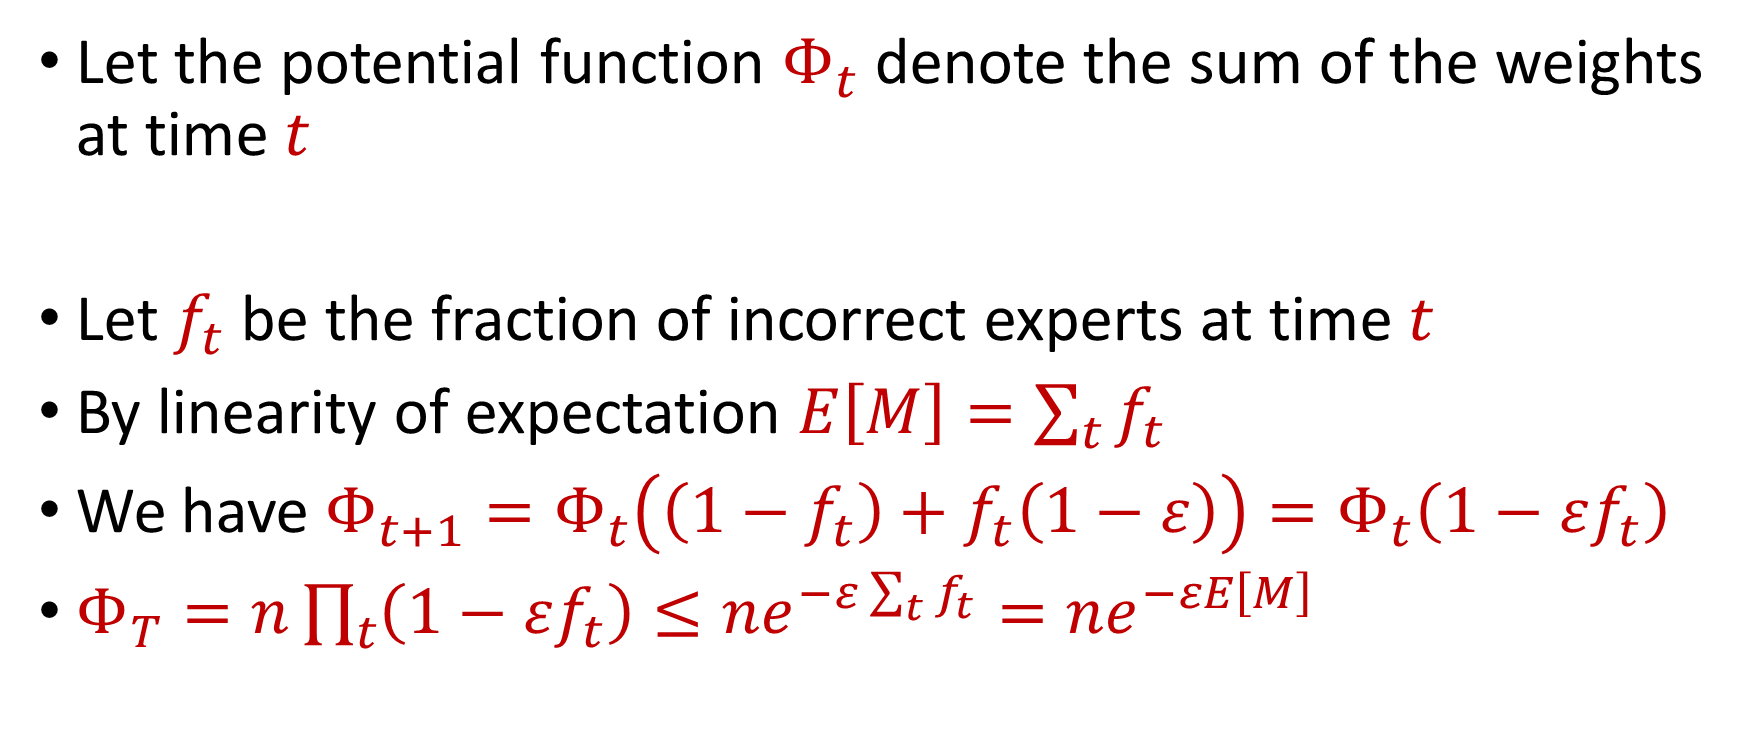 • Let the potential function Φ_t denote the sum of the weights
at time t
• Let f_t be the fraction of incorrect experts at time t
• By linearity of expectation E[M] = ∑_t f_t
• We have Φ_{t+1} = Φ_t((1 − f_t) + f_t(1 − ε)) = Φ_t(1 − εf_t)
• Φ_T = n ∏_t(1 − εf_t) ≤ ne^{−ε ∑_t f_t} = ne^{−εE[M]}